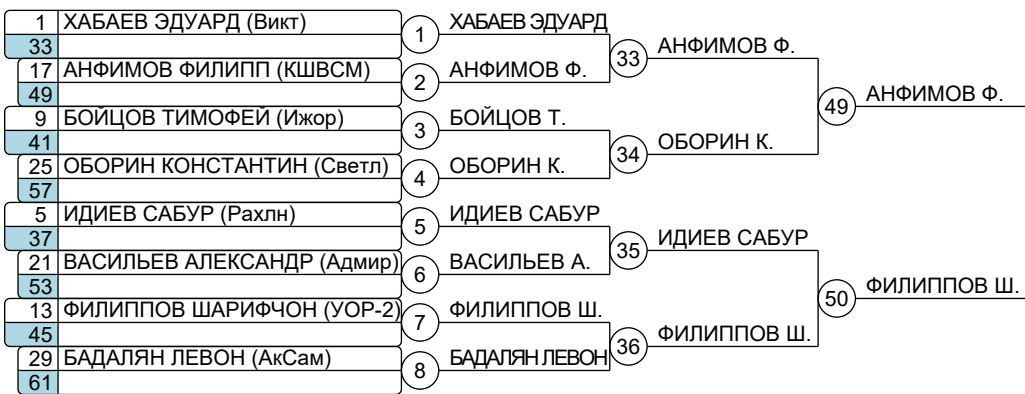 1 ХАБАЕВ ЭДУАРД (Викт)
33
17 АНФИМОВ ФИЛИПП (КШВСМ)
49
9 БОЙЦОВ ТИМОФЕЙ (Ижор)
41
25 ОБОРИН КОНСТАНТИН (Светл)
57
5 ИДИЕВ САБУР (Рахлн)
37
21 ВАСИЛЬЕВ АЛЕКСАНДР (Адмир)
53
13 ФИЛИППОВ ШАРИФЧОН (УОР-2)
45
29 БАДАЛЯН ЛЕВОН (АкСам)
61
1 ХАБАЕВ ЭДУАРД
2 АНФИМОВ Ф.
3 БОЙЦОВ Т.
4 ОБОРИН К.
5 ИДИЕВ САБУР
6 ВАСИЛЬЕВ А.
7 ФИЛИППОВ Ш.
8 БАДАЛЯН ЛЕВОН
33 АНФИМОВ Ф.
34 ОБОРИН К.
35 ИДИЕВ САБУР
36 ФИЛИППОВ Ш.
49 АНФИМОВ Ф.
50 ФИЛИППОВ Ш.